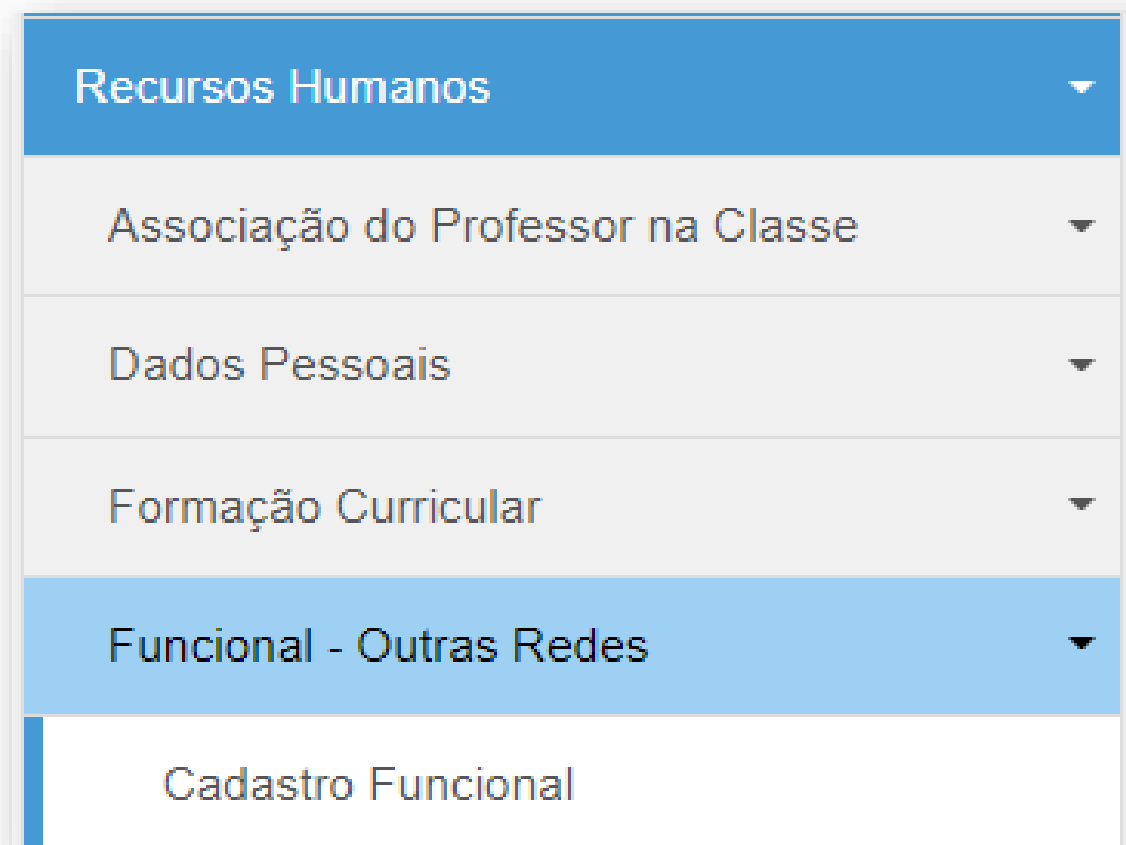 Recursos Humanos
Associação do Professor na Classe
Dados Pessoais
Formação Curricular
Funcional - Outras Redes
Cadastro Funcional